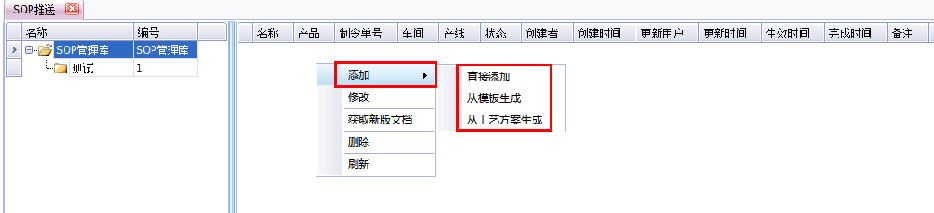 SOP推送
名称 编号
SOP管理库 SOP管理库
测试 1
名称 产品 制令单号 车间 产线 状态 创建者 创建时间 更新用户 更新时间 生效时间 完成时间 备注
添加
修改
获取新版文档
删除
刷新
直接添加
从模板生成
从工艺方案生成